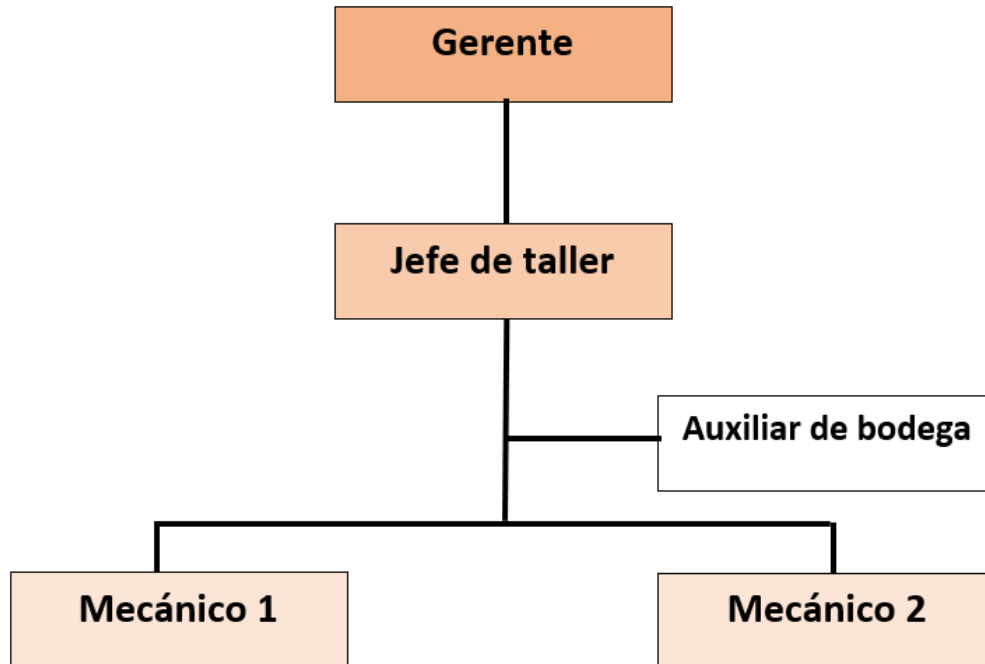 Gerente
Jefe de taller
Auxiliar de bodega
Mecánico 1
Mecánico 2